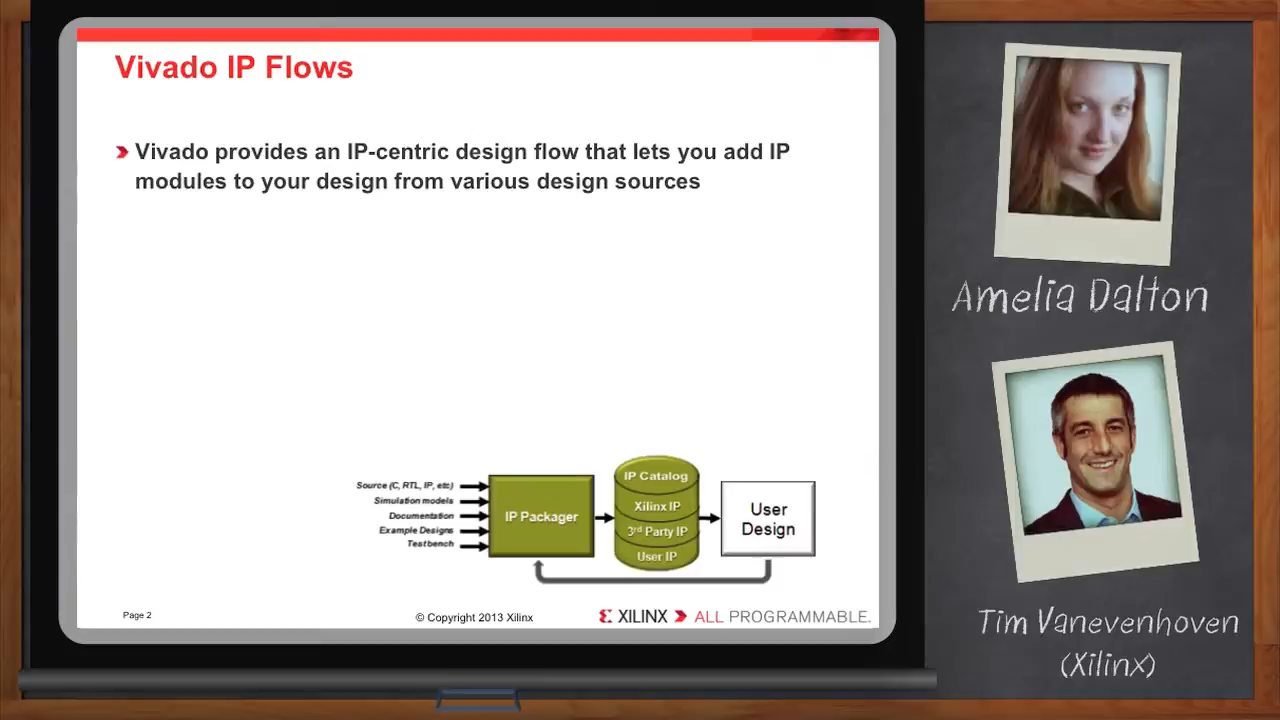 Vivado IP Flows
Vivado provides an IP-centric design flow that lets you add IP
modules to your design from various design sources
Source (C, RTL, IP, etc)
Simulation models
Documentation
Example Designs
Testbench
IP Packager
IP Catalog
Xilinx IP
3rd Party IP
User IP
User
Design
Page 2
© Copyright 2013 Xilinx
XILINX
ALL PROGRAMMABLE.
Amelia Dalton
Tim Vanevenhoven
(Xilinx)